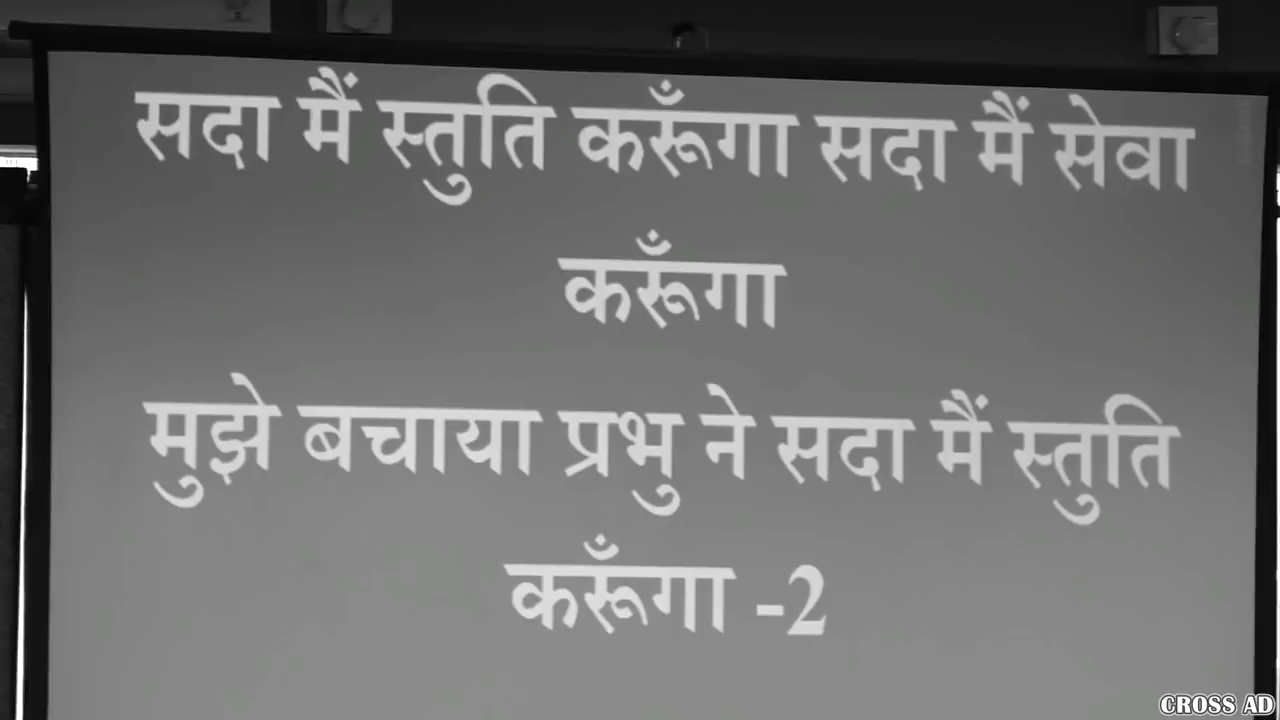 सदा मैं स्तुति करूँगा सदा मैं सेवा
करूँगा
मुझे बचाया प्रभु ने सदा मैं स्तुति
करूँगा -2
CROSS AD